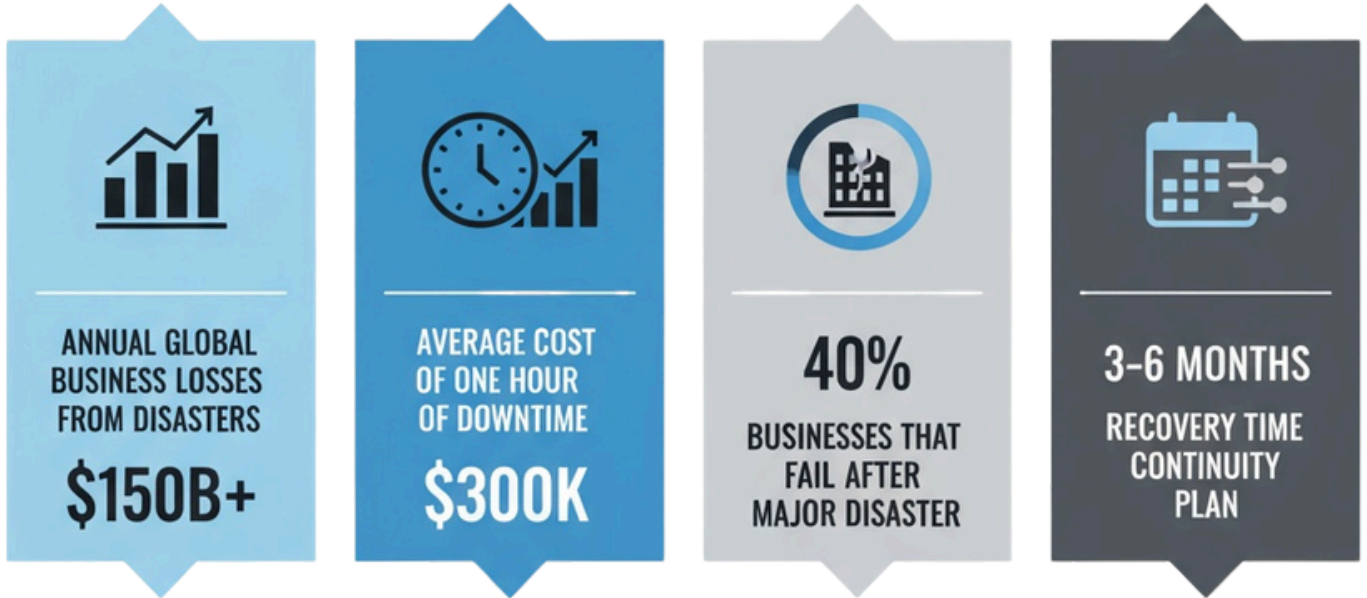 ANNUAL GLOBAL
BUSINESS LOSSES
FROM DISASTERS
$150B+
AVERAGE COST
OF ONE HOUR
OF DOWNTIME
$300K
40%
BUSINESSES THAT
FAIL AFTER
MAJOR DISASTER
3–6 MONTHS
RECOVERY TIME
CONTINUITY
PLAN